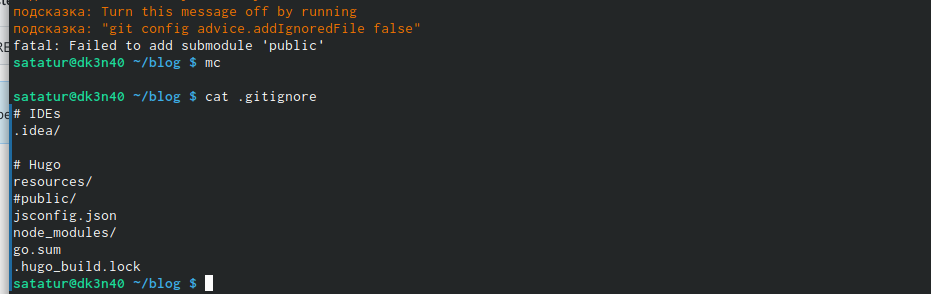 подсказка: Turn this message off by running
подсказка: "git config advice.addIgnoredFile false"
fatal: Failed to add submodule 'public'
satatur@dk3n40 ~/blog $ mc
satatur@dk3n40 ~/blog $ cat .gitignore
# IDEs
.idea/
# Hugo
resources/
#public/
jsconfig.json
node_modules/
go.sum
.hugo_build.lock
satatur@dk3n40 ~/blog $